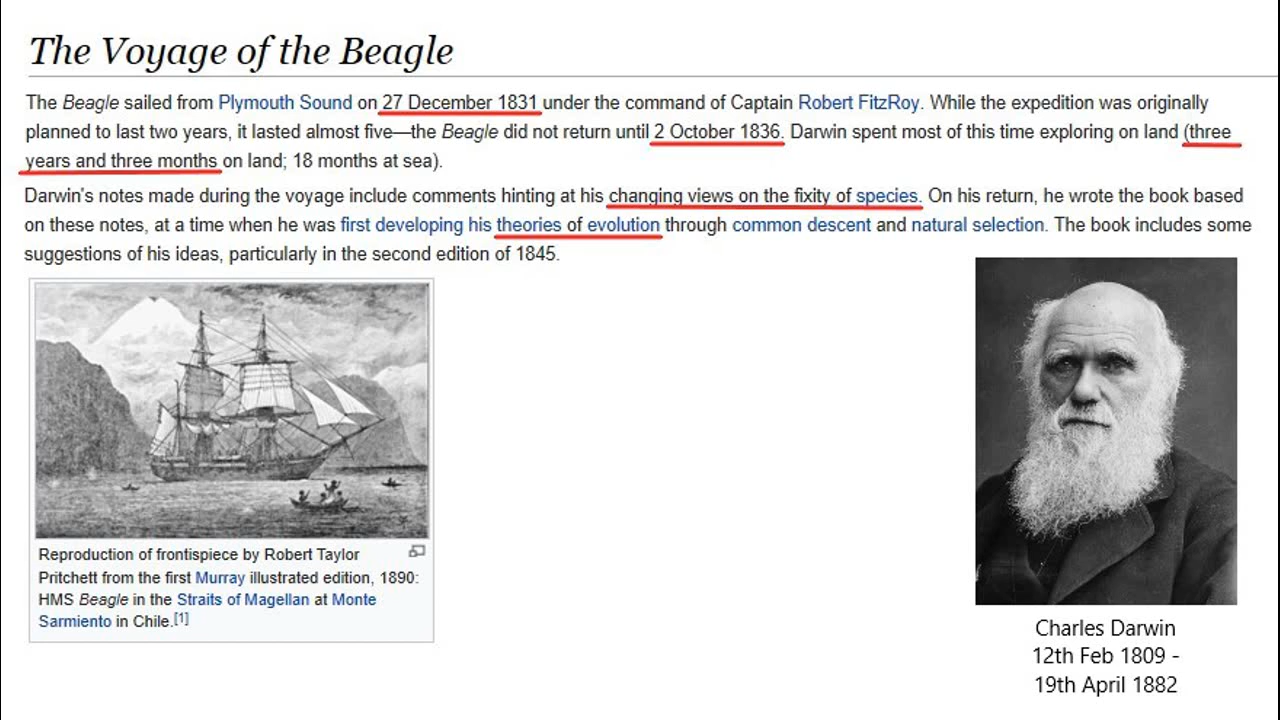 The Voyage of the Beagle
The Beagle sailed from Plymouth Sound on 27 December 1831 under the command of Captain Robert FitzRoy. While the expedition was originally
planned to last two years, it lasted almost five—the Beagle did not return until 2 October 1836. Darwin spent most of this time exploring on land (three
years and three months on land; 18 months at sea).
Darwin's notes made during the voyage include comments hinting at his changing views on the fixity of species. On his return, he wrote the book based
on these notes, at a time when he was first developing his theories of evolution through common descent and natural selection. The book includes some
suggestions of his ideas, particularly in the second edition of 1845.
Reproduction of frontispiece by Robert Taylor
Pritchett from the first Murray illustrated edition, 1890:
HMS Beagle in the Straits of Magellan at Monte
Sarmiento in Chile.[1]
Charles Darwin
12th Feb 1809 -
19th April 1882